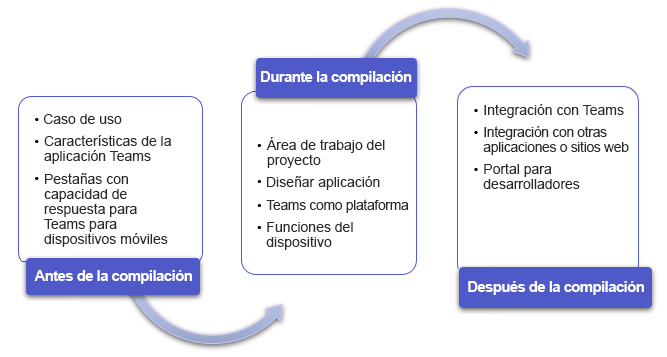 • Caso de uso
• Características de la
aplicación Teams
• Pestañas con
capacidad de
respuesta para
Teams para
dispositivos móviles
Antes de la compilación
Durante la compilación
• Área de trabajo del
proyecto
• Diseñar aplicación
• Teams como plataforma
• Funciones del
dispositivo
• Integración con Teams
• Integración con otras
aplicaciones o sitios web
• Portal para
desarrolladores
Después de la compilación